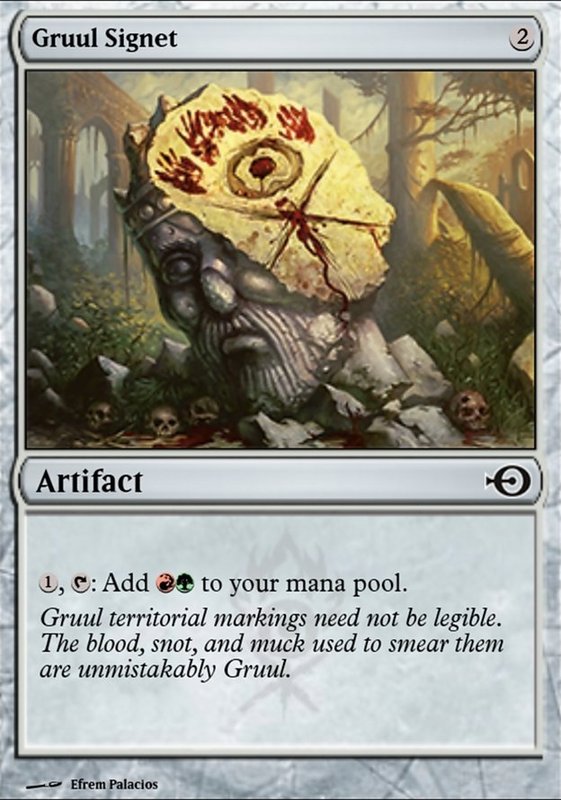 Gruul Signet 2
Artifact
1, : Add to your mana pool.
Gruul territorial markings need not be legible.
The blood, snot, and muck used to smear them
are unmistakably Gruul.
Efrem Palacios